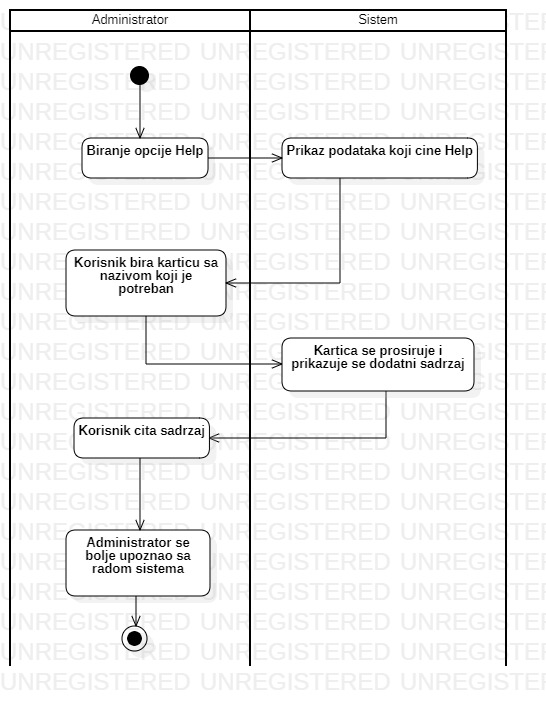 Administrator
Sistem
Biranje opcije Help
Prikaz podataka koji cine Help
Korisnik bira karticu sa
nazivom koji je
potreban
Kartica se prosiruje i
prikazuje se dodatni sadrzaj
Korisnik cita sadrzaj
Administrator se
bolje upoznao sa
radom sistema
UNREGISTERED UNREGISTERED UNREGISTERED